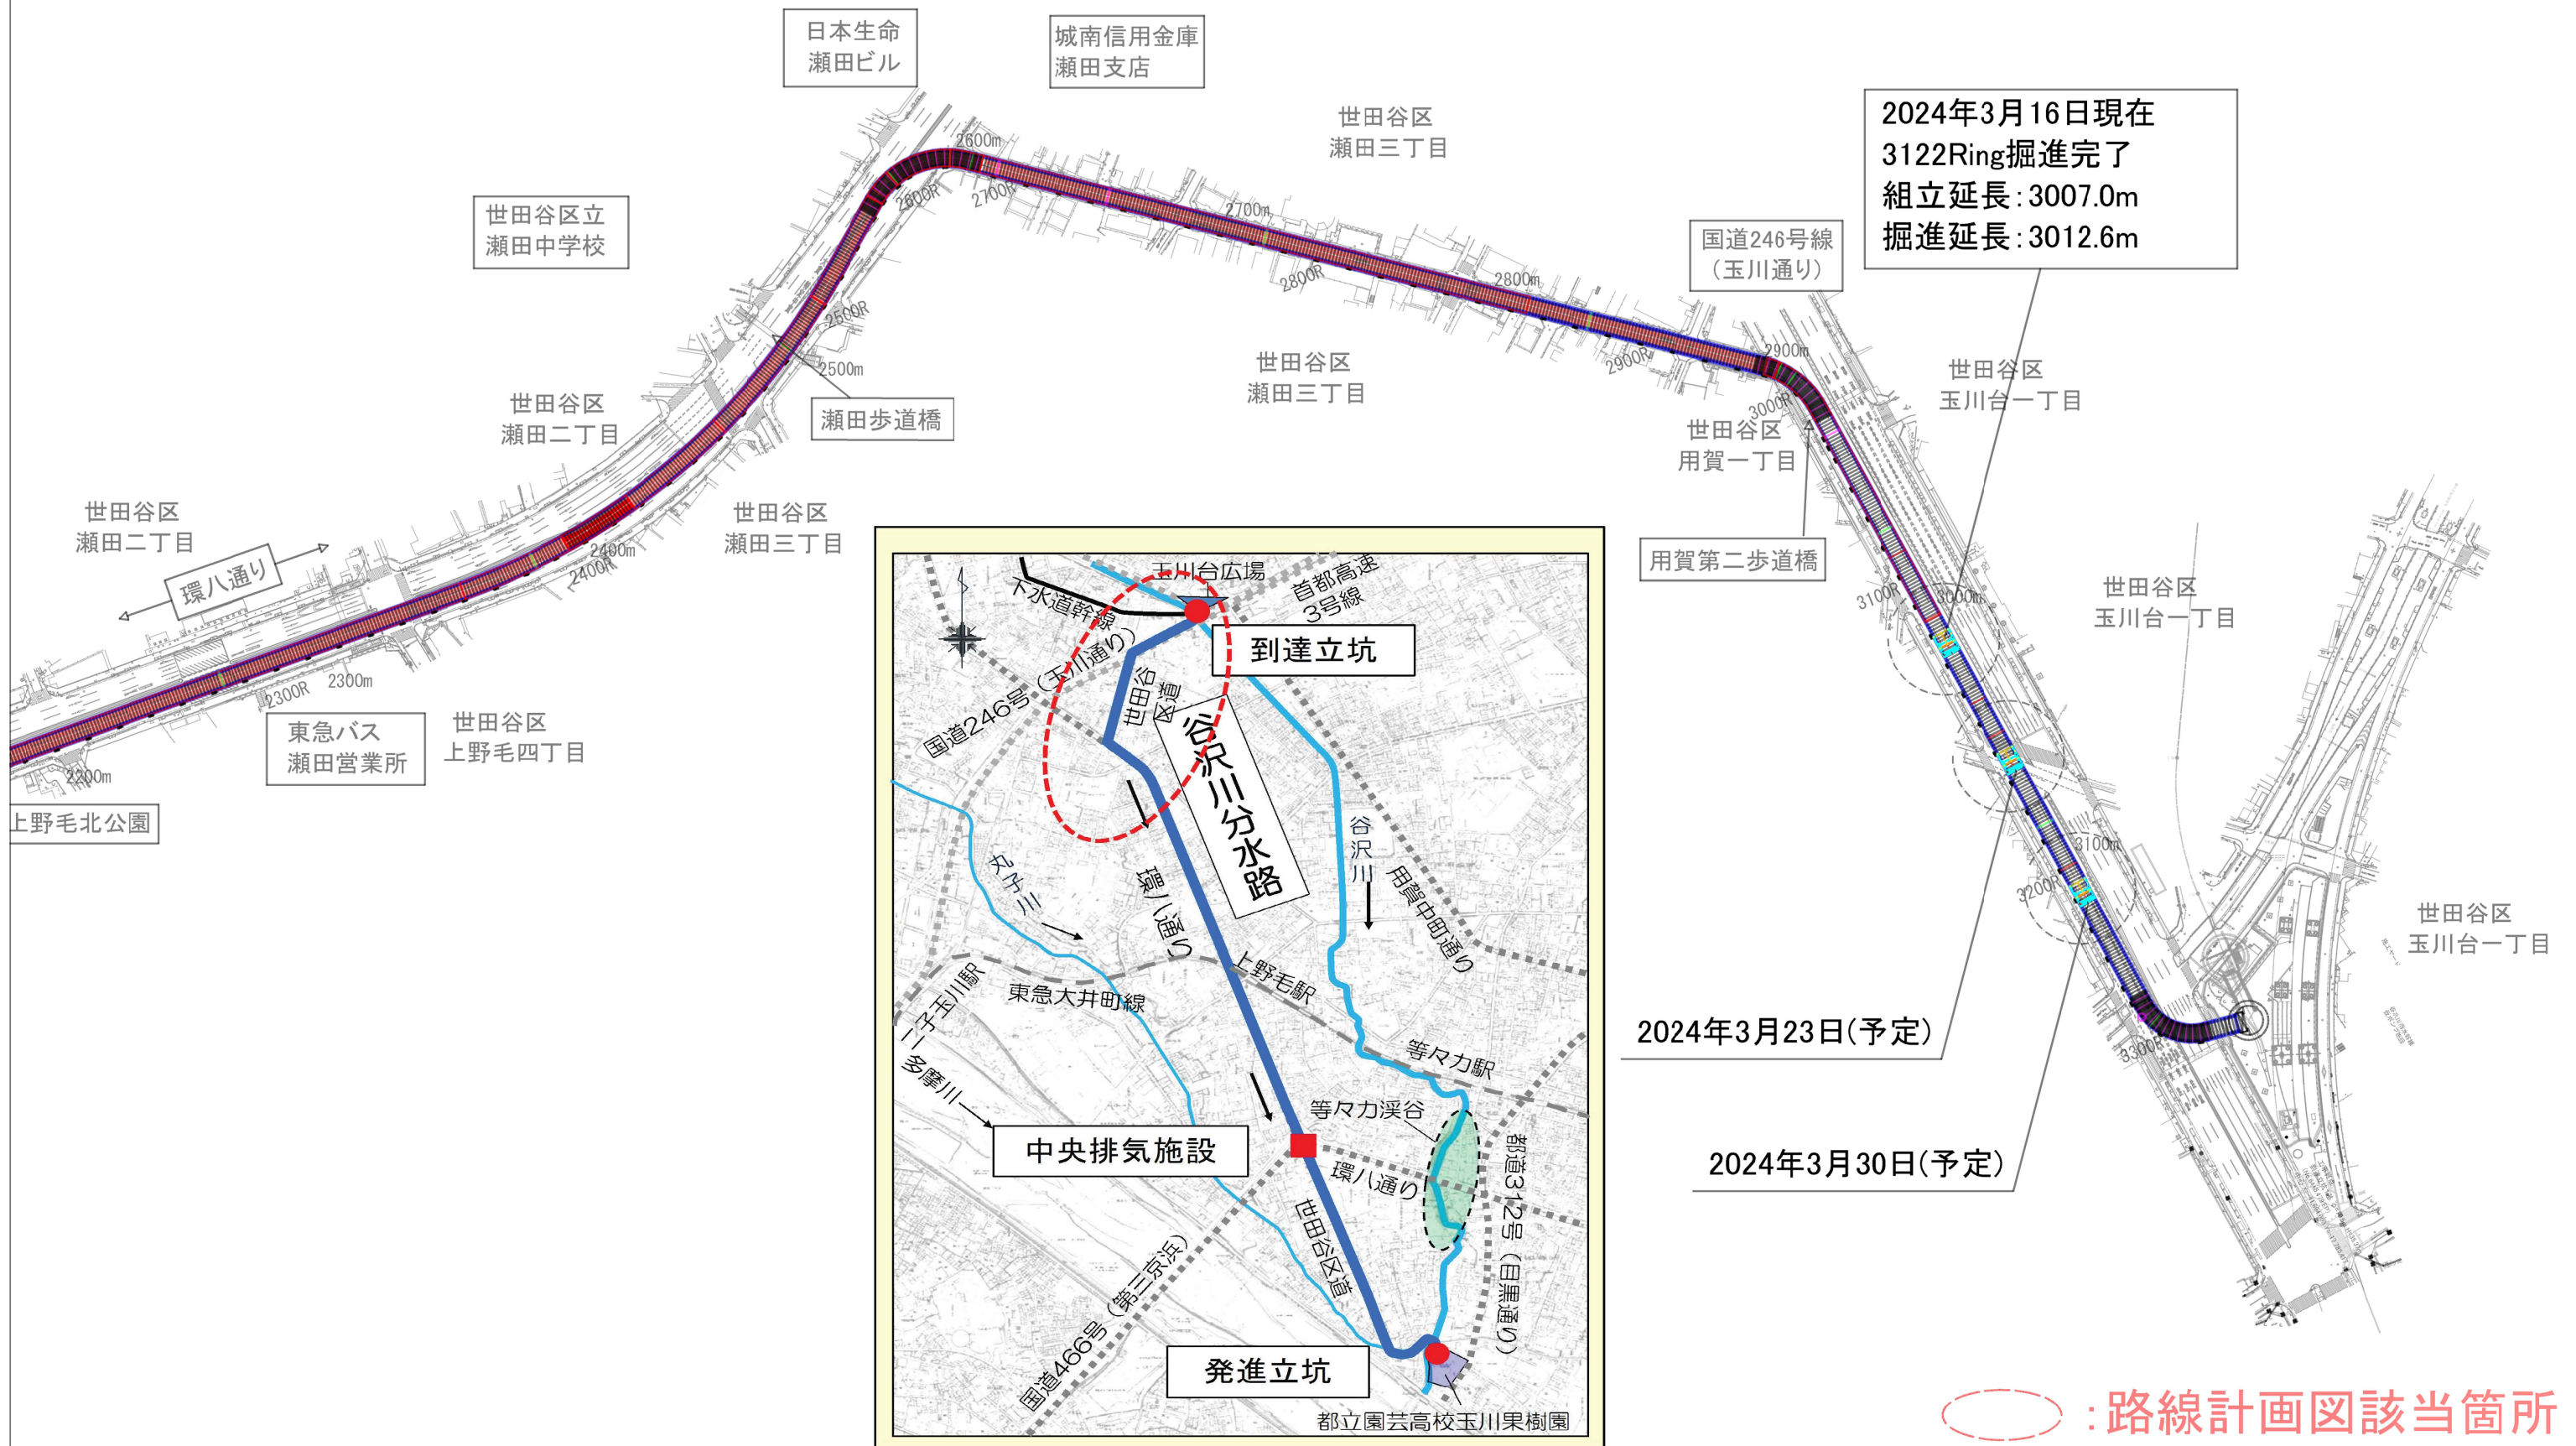 日本生命
瀬田ビル
城南信用金庫
瀬田支店
世田谷区
瀬田三丁目
2024年3月16日現在
3122Ring掘進完了
組立延長：3007.0m
掘進延長：3012.6m
世田谷区立
瀬田中学校
国道246号線
（玉川通り）
2600m
2600R
2700R
2700m
2800R
2800m
2900R
2900m
3000R
2500R
2500m
瀬田歩道橋
世田谷区
瀬田三丁目
世田谷区
玉川台一丁目
世田谷区
用賀一丁目
用賀第二歩道橋
世田谷区
瀬田二丁目
世田谷区
瀬田二丁目
環八通り
2400m
2400R
世田谷区
瀬田三丁目
2300R
2300m
2200m
東急バス
瀬田営業所
世田谷区
上野毛四丁目
上野毛北公園
3100R
3000m
世田谷区
玉川台一丁目
3100m
3200R
世田谷区
玉川台一丁目
3300R
2024年3月23日(予定)
2024年3月30日(予定)
玉川台広場
下水道幹線
首都高速
3号線
到達立坑
国道246号（玉川通り）
世田谷
区道
谷沢川分水路
谷沢川
丸子川
環八通り
用賀中町通り
上野毛駅
東急大井町線
二子玉川駅
多摩川
等々力駅
等々力渓谷
中央排気施設
環八通り
都道312号（目黒通り）
世田谷区道
国道466号（第三京浜）
発進立坑
都立園芸高校玉川果樹園
：路線計画図該当箇所